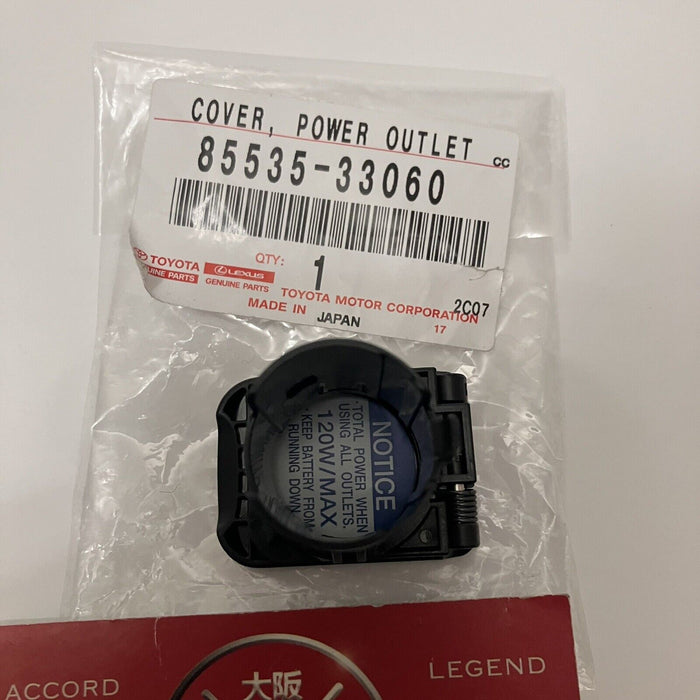 COVER, POWER OUTLET CC
85535-33060
QTY: 1
TOYOTA
GENUINE PARTS
LEXUS
GENUINE PARTS
TOYOTA MOTOR CORPORATION
2C07
MADE IN JAPAN
17
NOTICE
·TOTAL POWER WHEN
USING ALL OUTLETS.
120W/MAX
·KEEP BATTERY FROM
RUNNING DOWN.
ACCORD
大阪
LEGEND